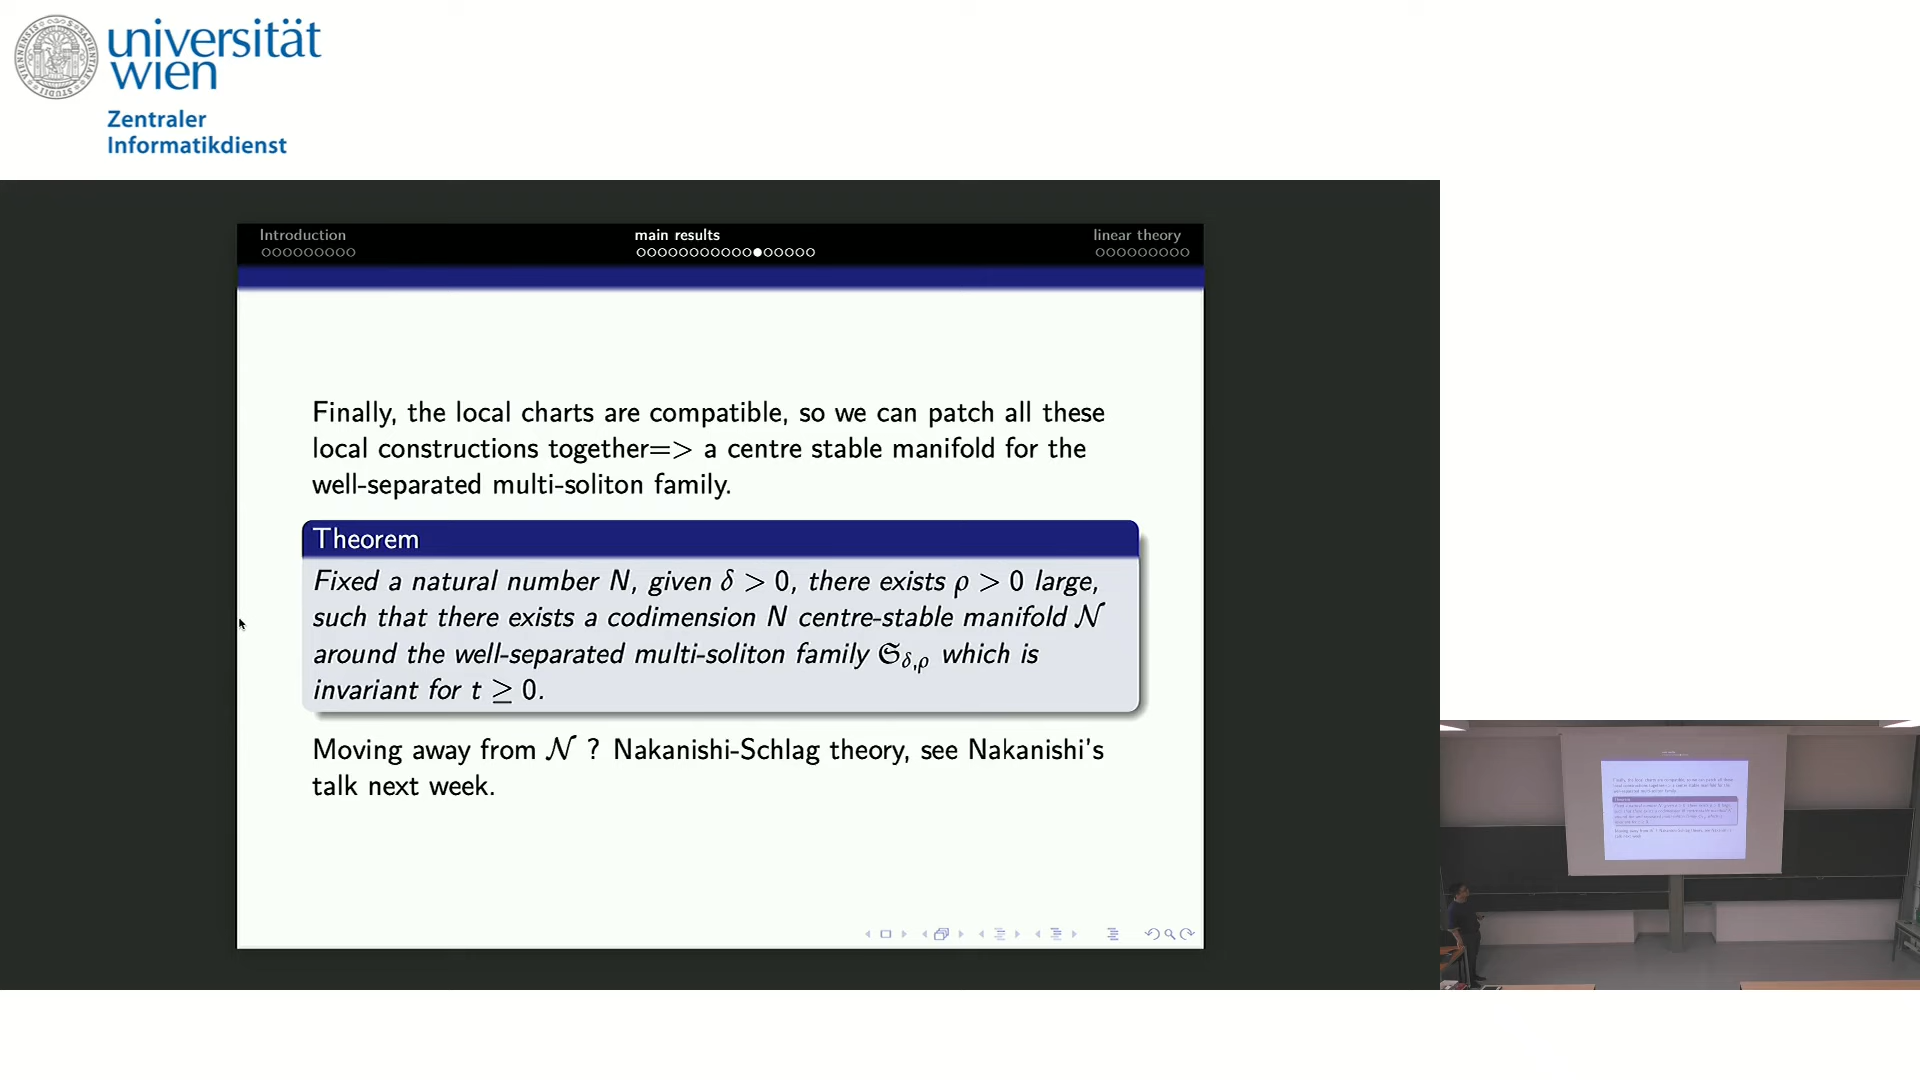 universität
wien
Zentraler
Informatikdienst
Introduction
main results
linear theory
Finally, the local charts are compatible, so we can patch all these
local constructions together=> a centre stable manifold for the
well-separated multi-soliton family.
Theorem
Fixed a natural number N, given δ > 0, there exists ρ > 0 large,
such that there exists a codimension N centre-stable manifold 𝒩
around the well-separated multi-soliton family 𝔖δ,ρ which is
invariant for t ≥ 0.
Moving away from 𝒩 ? Nakanishi-Schlag theory, see Nakanishi's
talk next week.